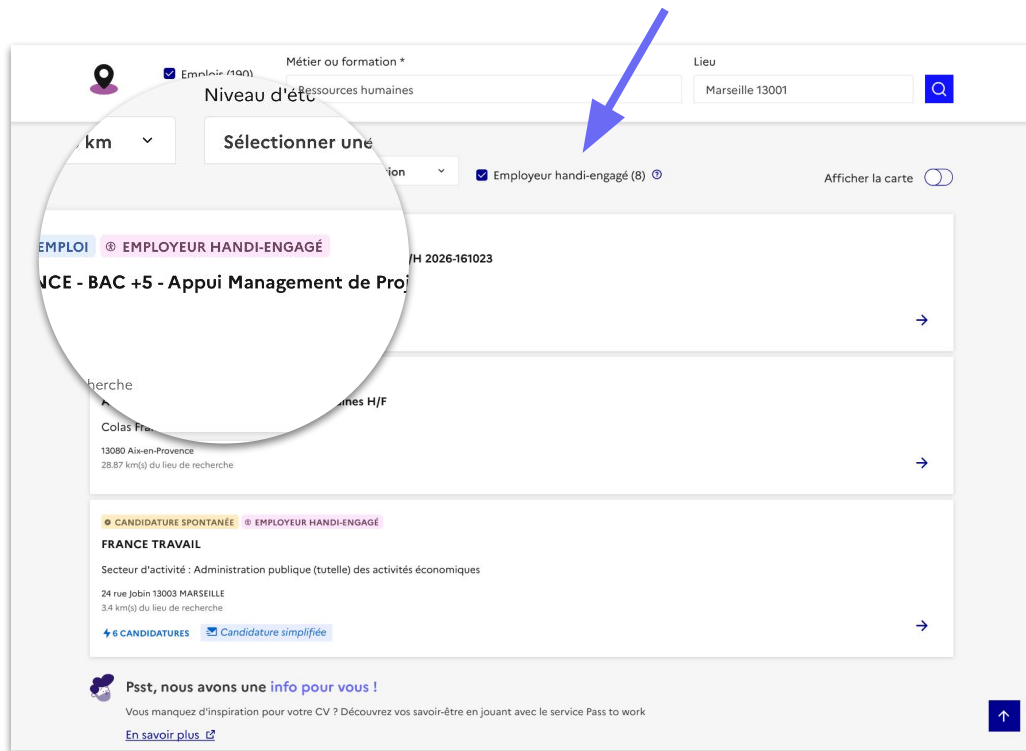 Emplois (190)
Métier ou formation *
Ressources humaines
Lieu
Marseille 13001
Niveau d'étu
km
Sélectionner une
ion
Employeur handi-engagé (8)
Afficher la carte
EMPLOI
EMPLOYEUR HANDI-ENGAGÉ
NCE - BAC +5 - Appui Management de Proj
/H 2026-161023
herche
ines H/F
Colas Fra
13080 Aix-en-Provence
28.87 km(s) du lieu de recherche
CANDIDATURE SPONTANÉE
EMPLOYEUR HANDI-ENGAGÉ
FRANCE TRAVAIL
Secteur d'activité : Administration publique (tutelle) des activités économiques
24 rue Jobin 13003 MARSEILLE
3.4 km(s) du lieu de recherche
6 CANDIDATURES
Candidature simplifiée
Psst, nous avons une info pour vous !
Vous manquez d'inspiration pour votre CV ? Découvrez vos savoir-être en jouant avec le service Pass to work
En savoir plus